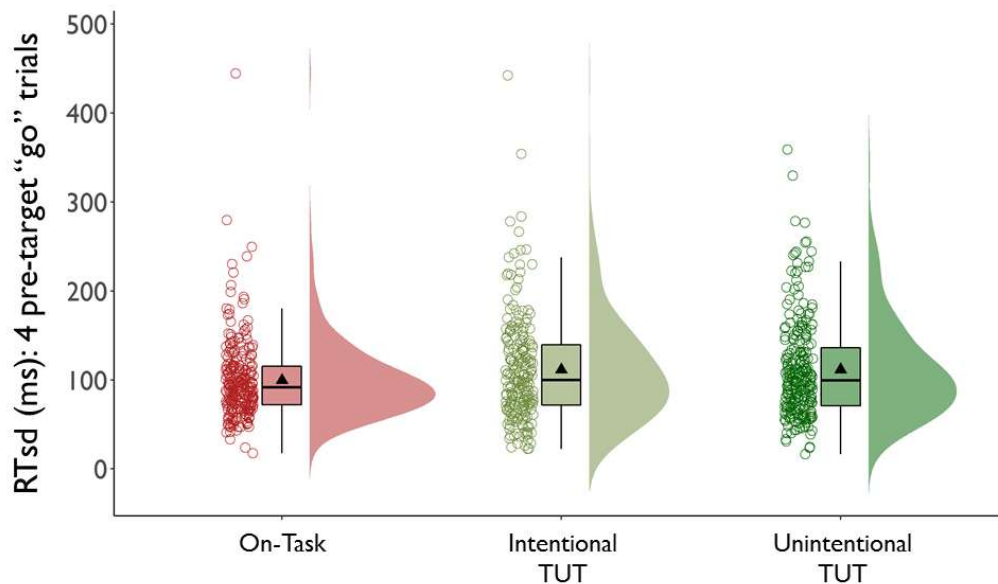 RTsd (ms): 4 pre-target “go” trials
500
400
300
200
100
0
On-Task
Intentional
TUT
Unintentional
TUT